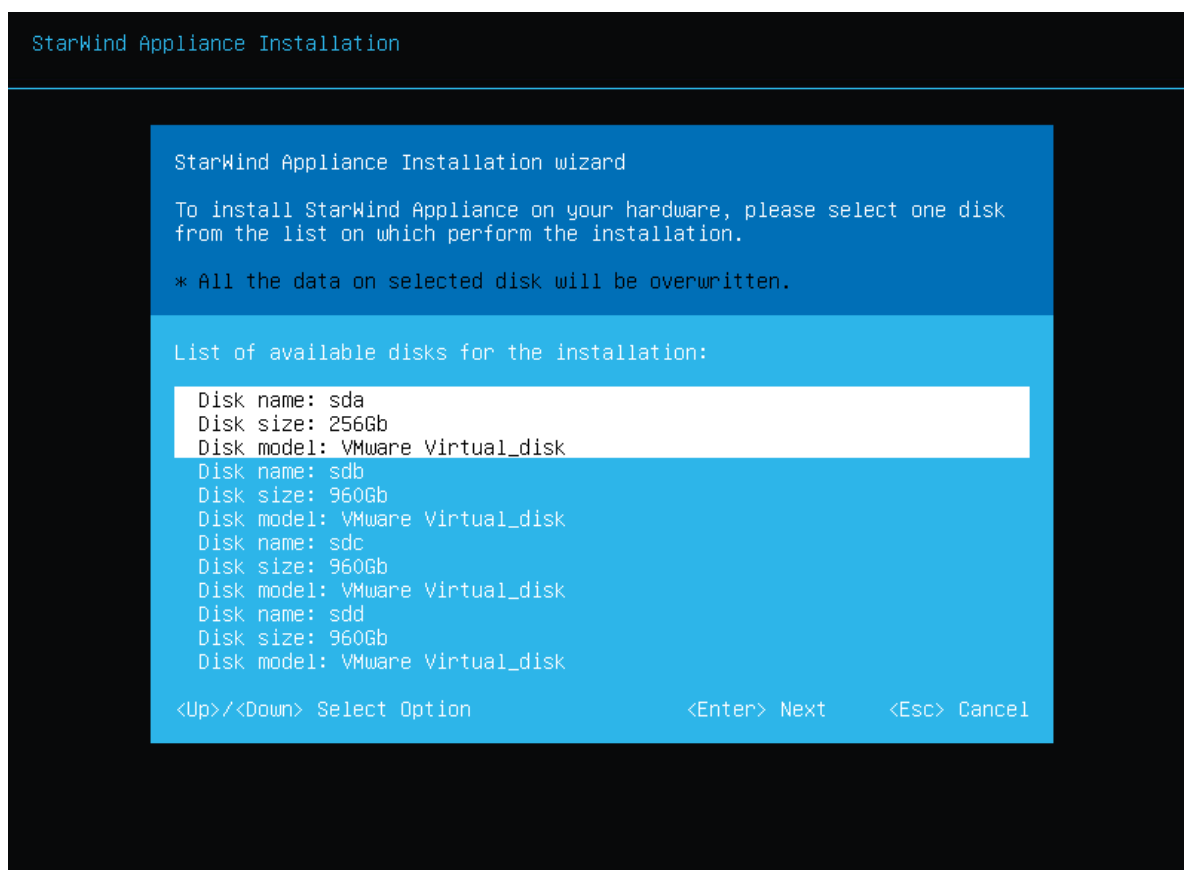 StarWind Appliance Installation
StarWind Appliance Installation wizard
To install StarWind Appliance on your hardware, please select one disk
from the list on which perform the installation.
* All the data on selected disk will be overwritten.
List of available disks for the installation:
Disk name: sda
Disk size: 256Gb
Disk model: VMware Virtual_disk
Disk name: sdb
Disk size: 960Gb
Disk model: VMware Virtual_disk
Disk name: sdc
Disk size: 960Gb
Disk model: VMware Virtual_disk
Disk name: sdd
Disk size: 960Gb
Disk model: VMware Virtual_disk
<Up>/<Down> Select Option <Enter> Next <Esc> Cancel